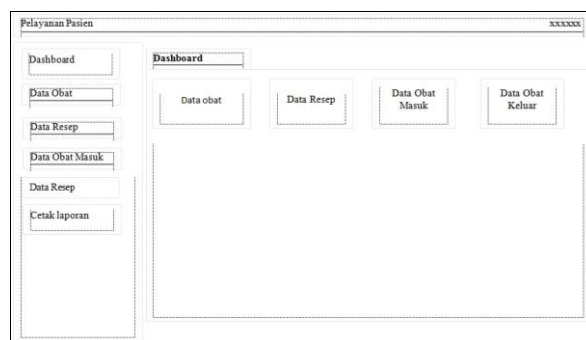 Pelayanan Pasien xxxxxx
Dashboard
Data Obat
Data Resep
Data Obat Masuk
Data Resep
Cetak laporan
Dashboard
Data obat
Data Resep
Data Obat
Masuk
Data Obat
Keluar